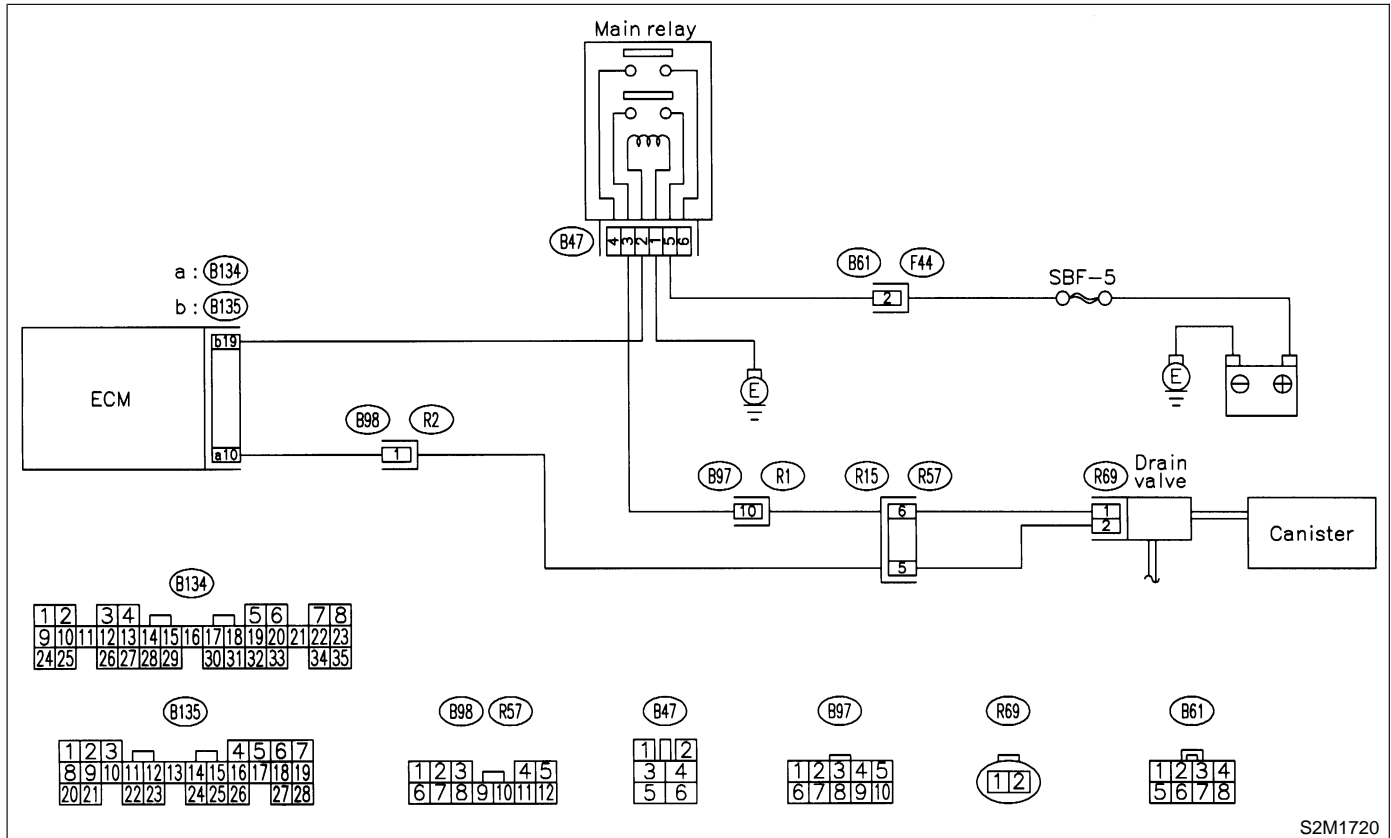 Main relay
B47
4 3 2 1 5 6
a : B134
b : B135
B61 F44
SBF-5
2
b19
E
E
⊖ ⊕
ECM
B98 R2
a10
1
B97 R1 R15 R57 R69 Drain valve
10
6
1
2
Canister
5
B134
1 2 3 4 5 6 7 8
9 10 11 12 13 14 15 16 17 18 19 20 21 22 23
24 25 26 27 28 29 30 31 32 33 34 35
B135
1 2 3 4 5 6 7
8 9 10 11 12 13 14 15 16 17 18 19
20 21 22 23 24 25 26 27 28
B98 R57
1 2 3 4 5
6 7 8 9 10 11 12
B47
1 2
3 4
5 6
B97
1 2 3 4 5
6 7 8 9 10
R69
1 2
B61
1 2 3 4
5 6 7 8
S2M1720